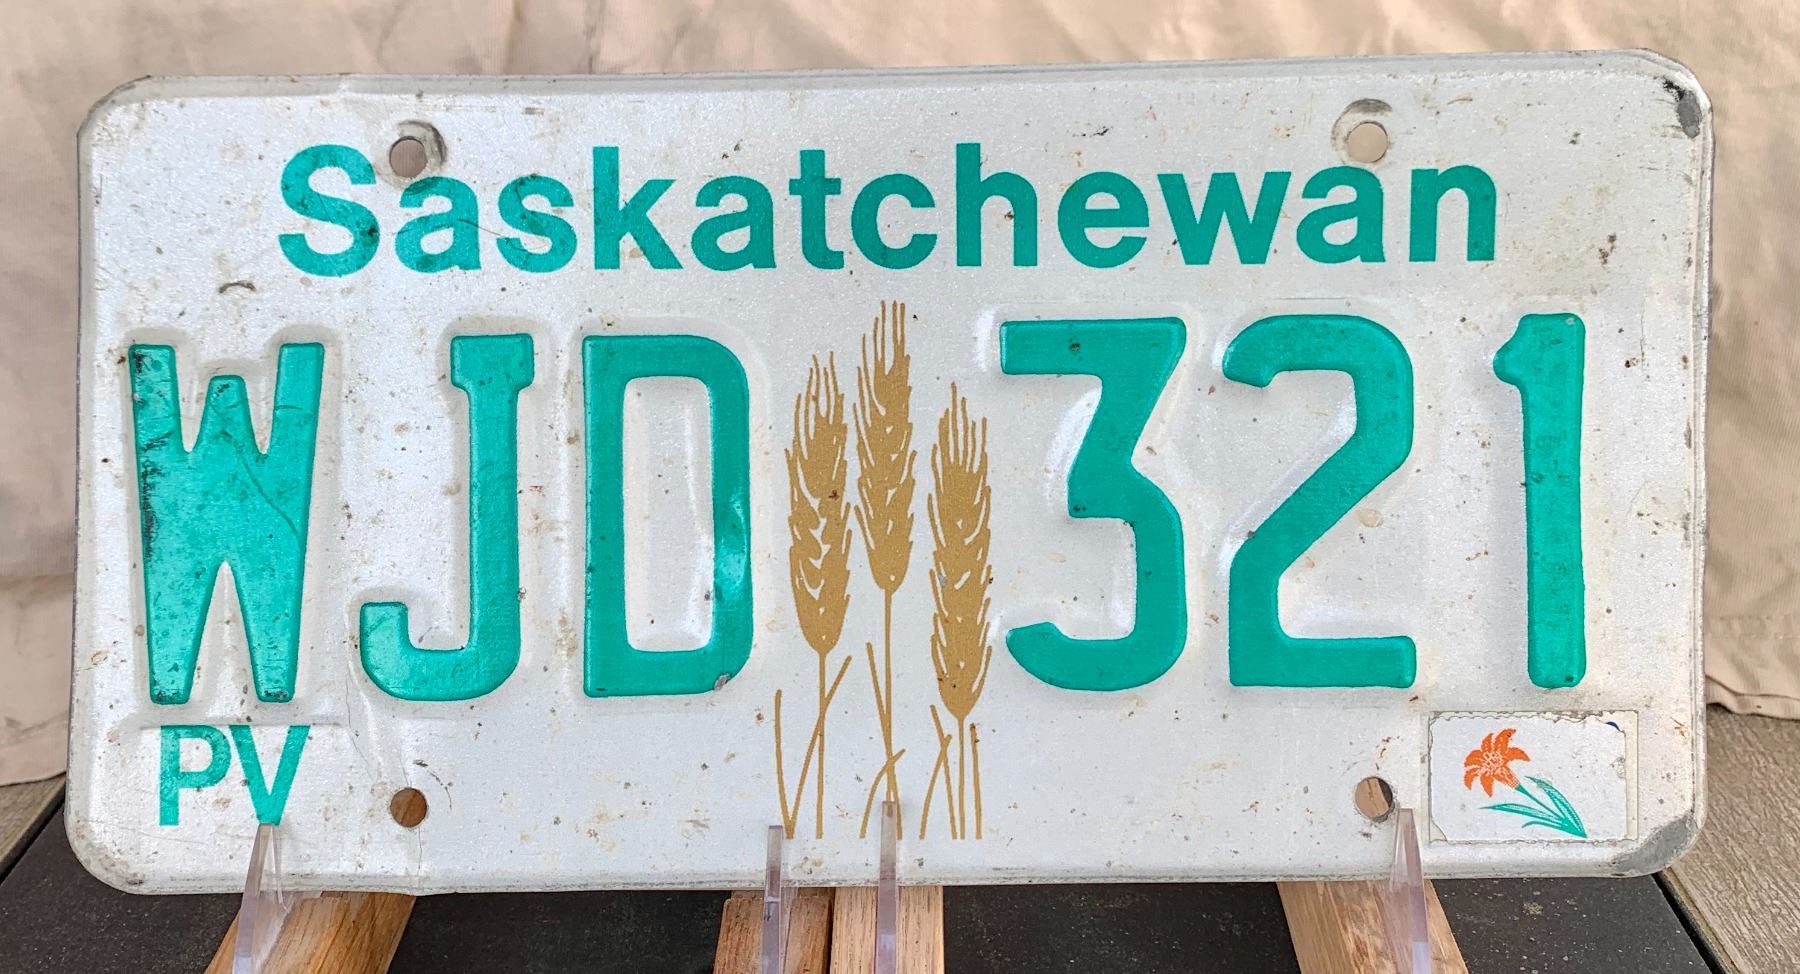 Saskatchewan
WJD 321
PV